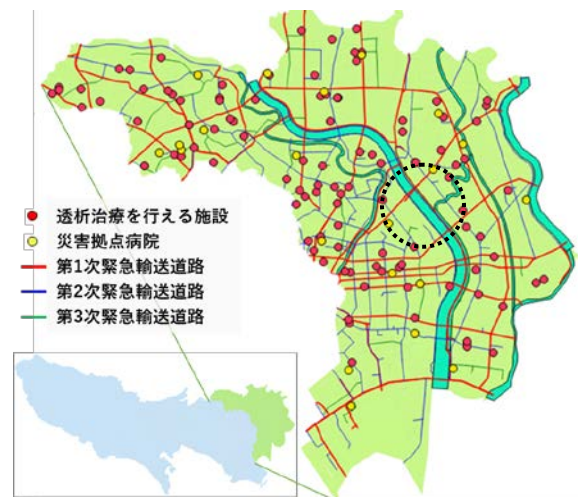 透析治療を行える施設
災害拠点病院
第1次緊急輸送道路
第2次緊急輸送道路
第3次緊急輸送道路